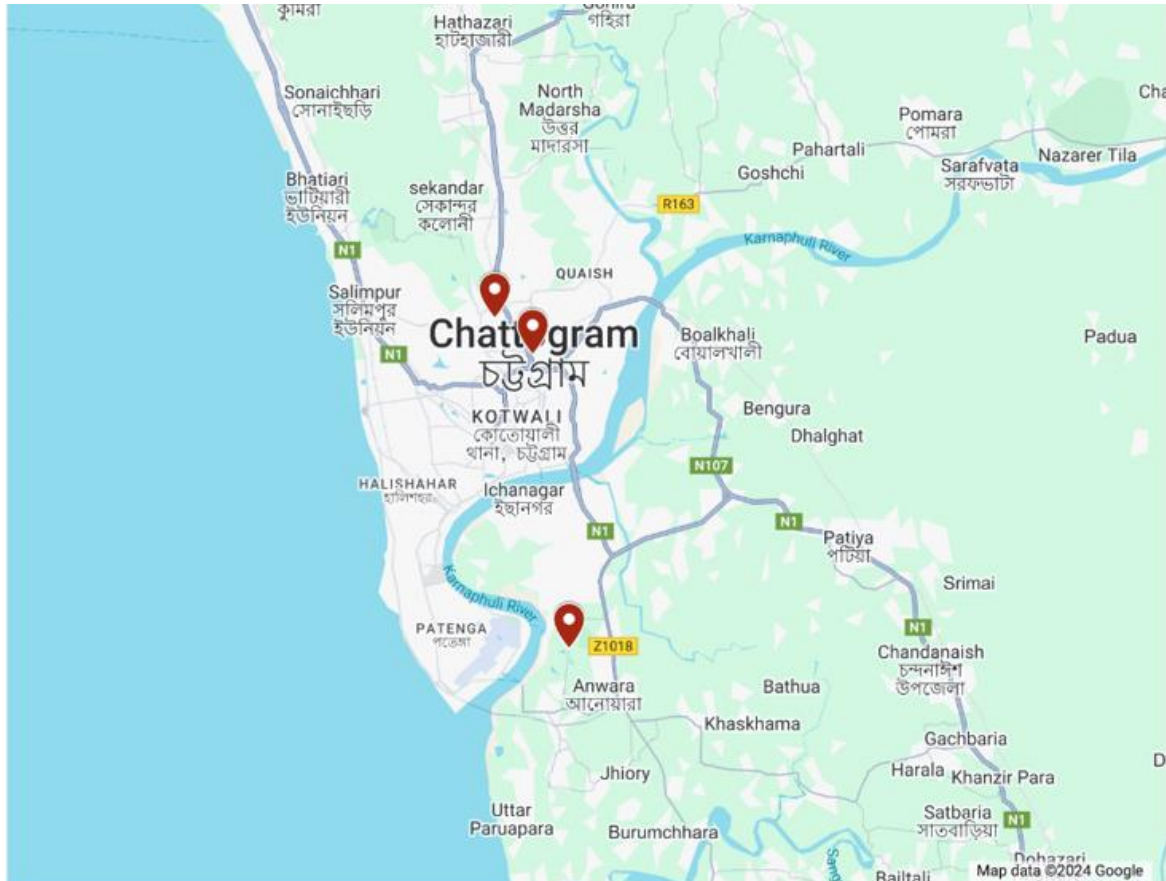 কুমিরা
Hathazari
হাটহাজারী
গহিরা
Sonaichhari
সোনাইছড়ি
North
Madarsha
উত্তর
মাদারসা
Pomara
পোমরা
Pahartali
Nazarer Tila
Goshchi
Sarafvata
সরফভাটা
Bhatiari
ভাটিয়ারী
ইউনিয়ন
sekandar
সেকান্দর
কলোনী
R163
N1
Karnaphuli River
QUAISH
Salimpur
সলিমপুর
ইউনিয়ন
Chattogram
চট্টগ্রাম
N1
Boalkhali
বোয়ালখালী
Padua
KOTWALI
কোতোয়ালী
থানা, চট্টগ্রাম
Bengura
Dhalghat
N107
HALISHAHAR
হালিশহর
Ichanagar
ইছানগর
N1
N1
Patiya
পটিয়া
Srimai
Karnaphuli River
PATENGA
পতেঙ্গা
Z1018
N1
Chandanaish
চন্দনাঈশ
উপজেলা
Anwara
আনোয়ারা
Bathua
Khaskhama
Gachbaria
Jhiory
Harala
Khanzir Para
Uttar
Paruapara
Burumchhara
Satbaria
সাতবাড়িয়া
N1
Dohazari
Bailtali
Map data ©2024 Google